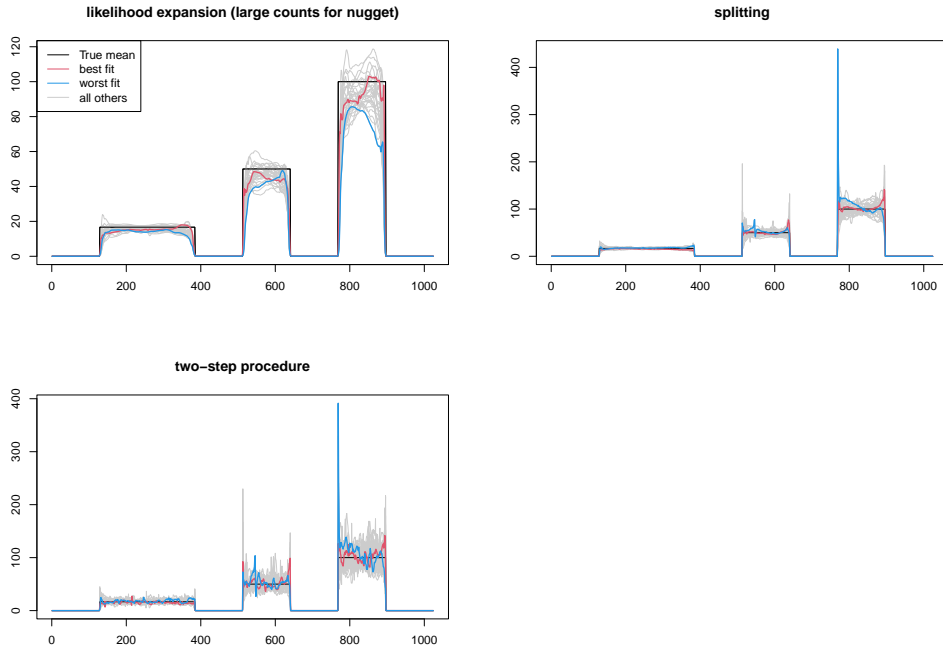 likelihood expansion (large counts for nugget)
True mean
best fit
worst fit
all others
120
100
80
60
40
20
0
0 200 400 600 800 1000
splitting
400
300
200
100
0
0 200 400 600 800 1000
two−step procedure
400
300
200
100
0
0 200 400 600 800 1000